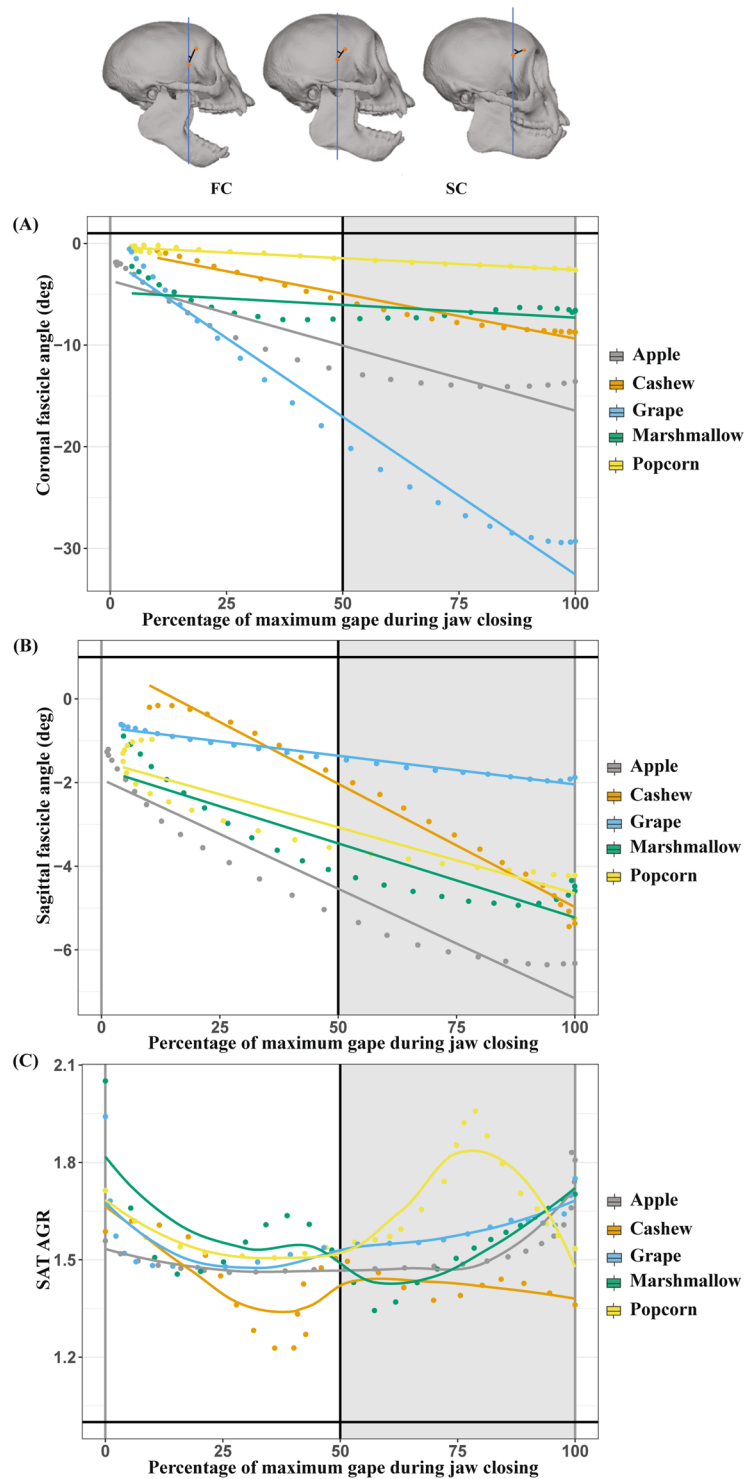 FC SC
(A)
Coronal fascicle angle (deg)
0
−10
−20
−30
0 25 50 75 100
Percentage of maximum gape during jaw closing
Apple
Cashew
Grape
Marshmallow
Popcorn
(B)
Sagittal fascicle angle (deg)
0
−2
−4
−6
0 25 50 75 100
Percentage of maximum gape during jaw closing
Apple
Cashew
Grape
Marshmallow
Popcorn
(C)
SAT AGR
2.1
1.8
1.5
1.2
0 25 50 75 100
Percentage of maximum gape during jaw closing
Apple
Cashew
Grape
Marshmallow
Popcorn